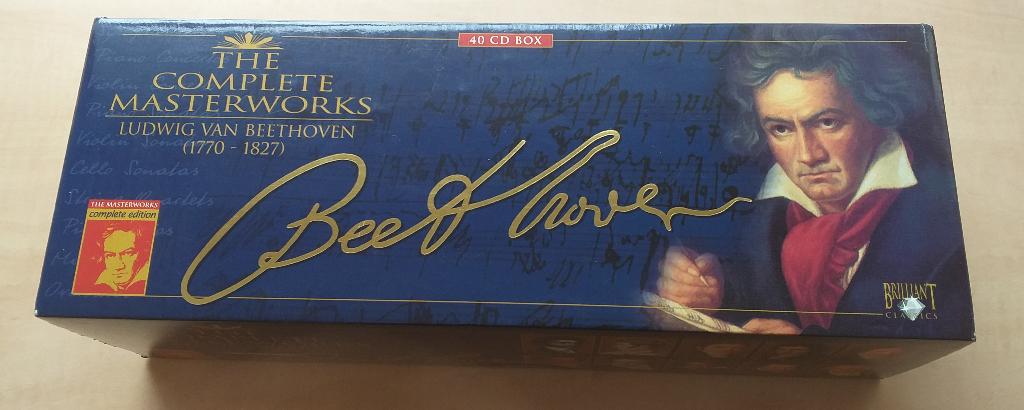 40 CD BOX
THE
COMPLETE
MASTERWORKS
LUDWIG VAN BEETHOVEN
(1770 - 1827)
Beethoven
Piano Concertos
Violin
Violin Sonatas
Cello Sonatas
THE MASTERWORKS
complete edition
BRILLIANT
CLASSICS